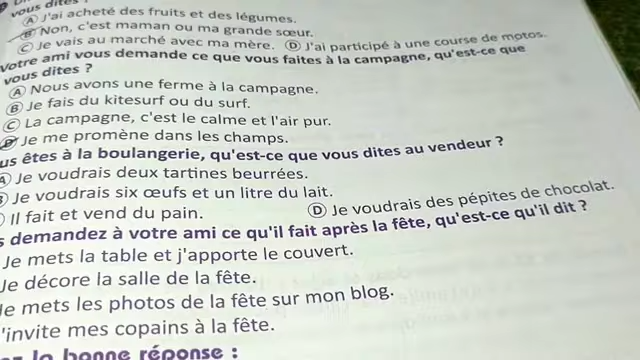 vous dites ?
Ⓐ J'ai acheté des fruits et des légumes.
Ⓑ Non, c'est maman ou ma grande sœur.
Ⓒ Je vais au marché avec ma mère. Ⓓ J'ai participé à une course de motos.
Votre ami vous demande ce que vous faites à la campagne, qu'est-ce que
vous dites ?
Ⓐ Nous avons une ferme à la campagne.
Ⓑ Je fais du kitesurf ou du surf.
Ⓒ La campagne, c'est le calme et l'air pur.
Ⓓ Je me promène dans les champs.
us êtes à la boulangerie, qu'est-ce que vous dites au vendeur ?
Ⓐ Je voudrais deux tartines beurrées.
Je voudrais six œufs et un litre du lait.
Il fait et vend du pain. Ⓓ Je voudrais des pépites de chocolat.
s demandez à votre ami ce qu'il fait après la fête, qu'est-ce qu'il dit ?
Je mets la table et j'apporte le couvert.
Je décore la salle de la fête.
Je mets les photos de la fête sur mon blog.
'invite mes copains à la fête.
la bonne réponse :